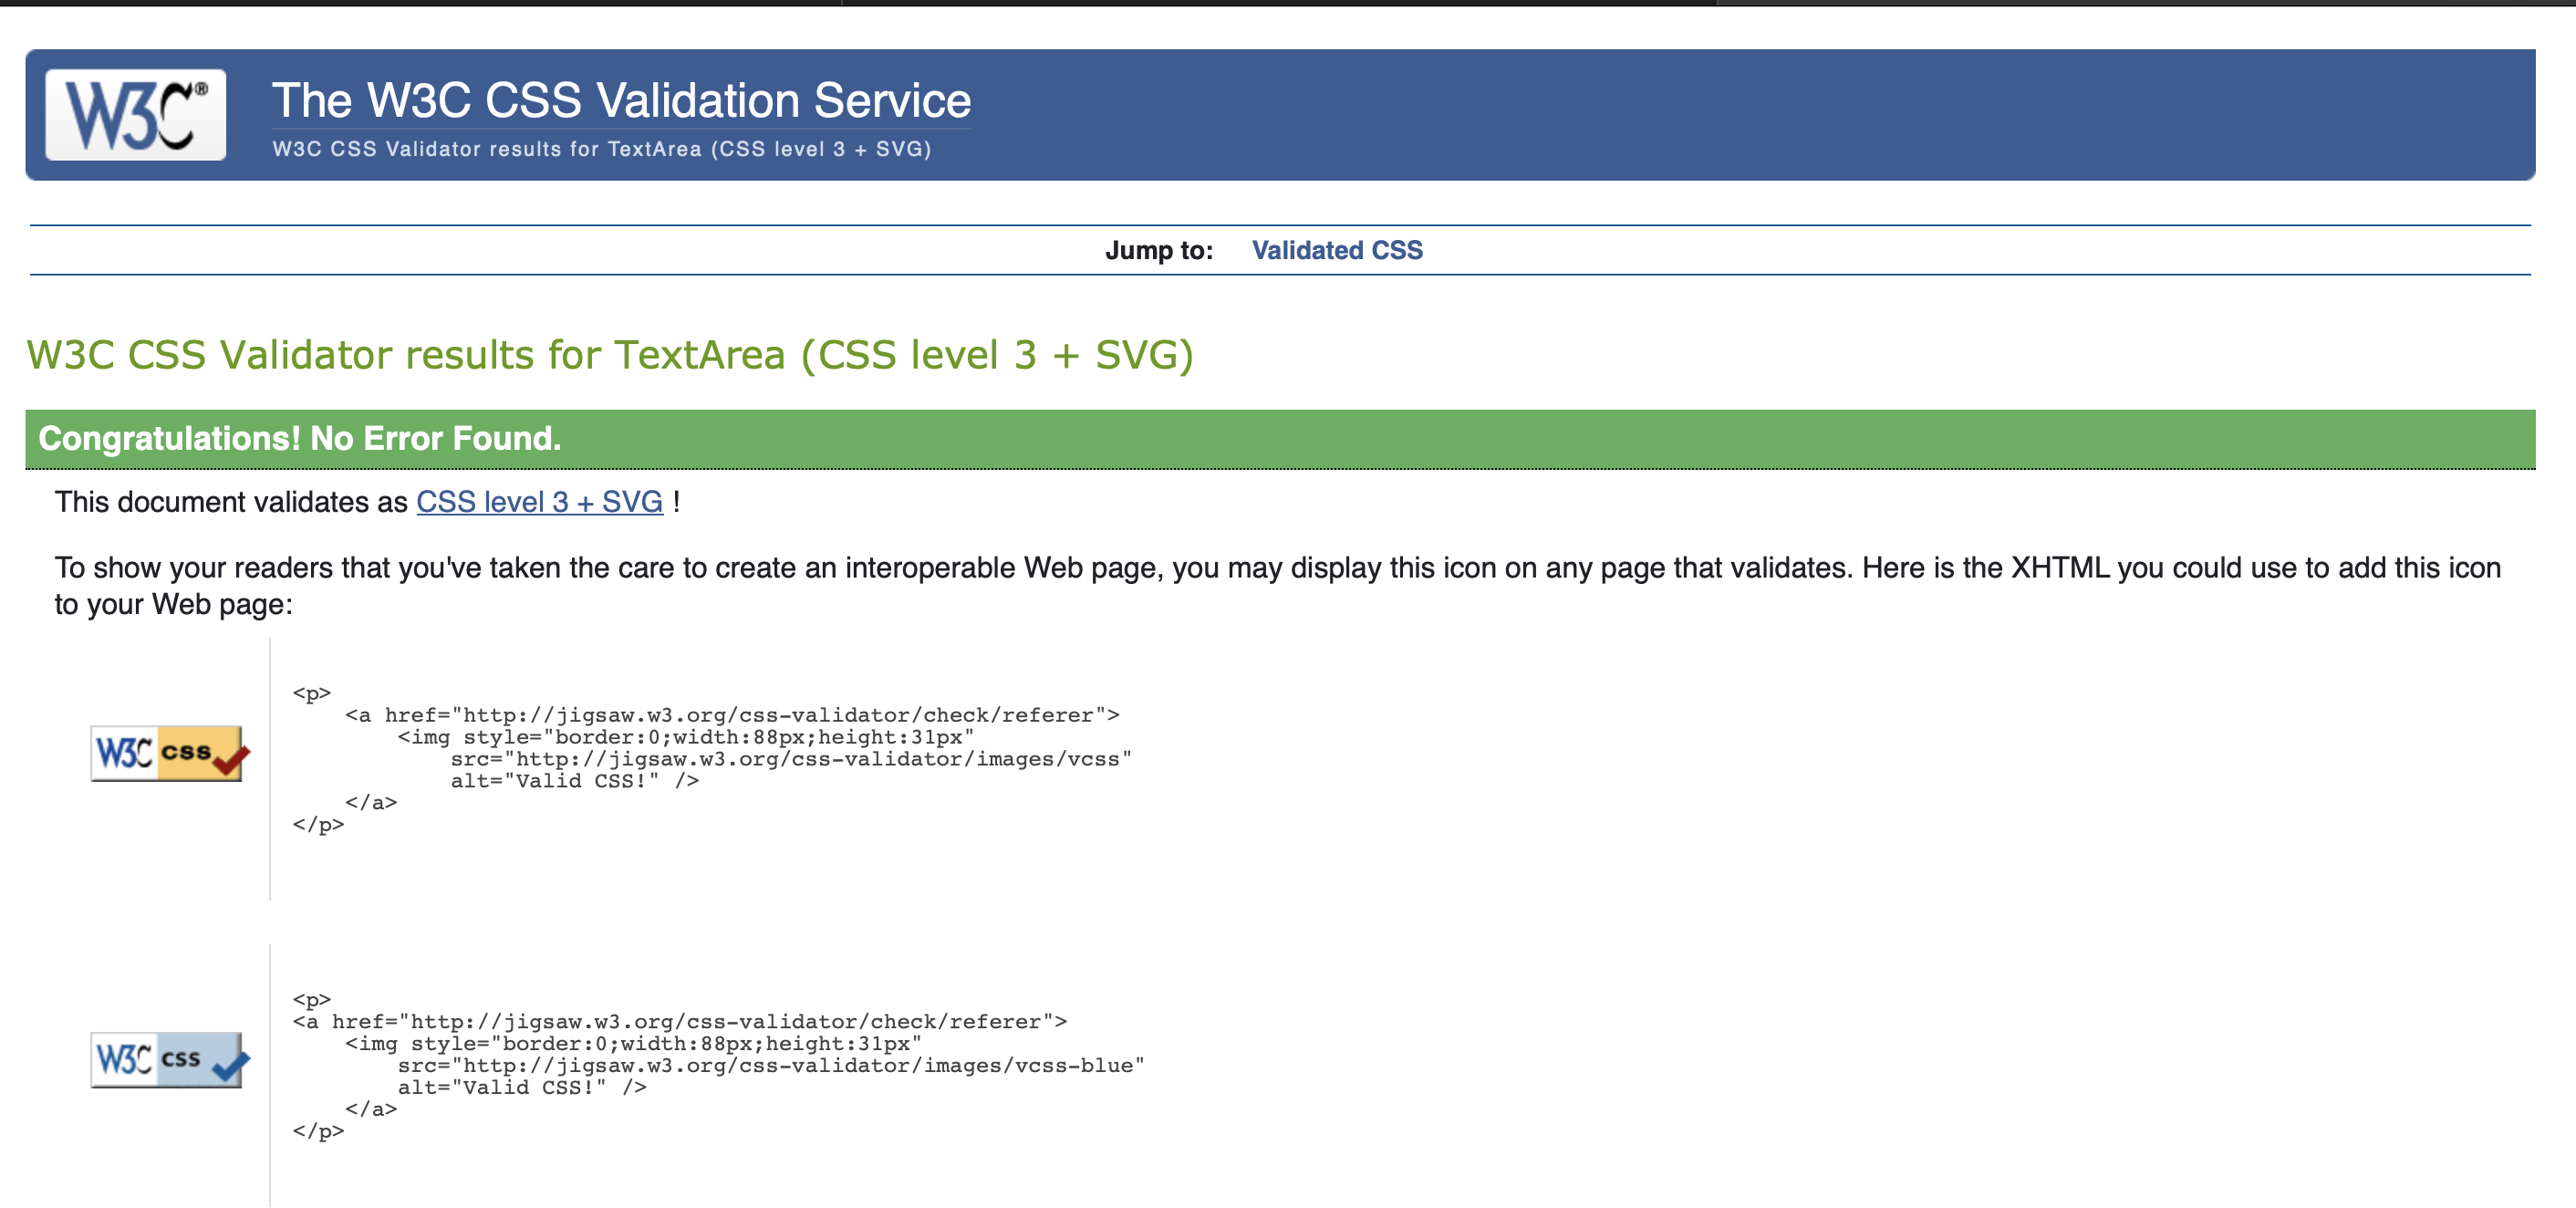 W3C®
The W3C CSS Validation Service
W3C CSS Validator results for TextArea (CSS level 3 + SVG)
Jump to: Validated CSS
W3C CSS Validator results for TextArea (CSS level 3 + SVG)
Congratulations! No Error Found.
This document validates as CSS level 3 + SVG !
To show your readers that you've taken the care to create an interoperable Web page, you may display this icon on any page that validates. Here is the XHTML you could use to add this icon
to your Web page:
W3C css
<p>
    <a href="http://jigsaw.w3.org/css-validator/check/referer">
        <img style="border:0;width:88px;height:31px"
            src="http://jigsaw.w3.org/css-validator/images/vcss"
            alt="Valid CSS!" />
    </a>
</p>
W3C css
<p>
<a href="http://jigsaw.w3.org/css-validator/check/referer">
    <img style="border:0;width:88px;height:31px"
        src="http://jigsaw.w3.org/css-validator/images/vcss-blue"
        alt="Valid CSS!" />
    </a>
</p>